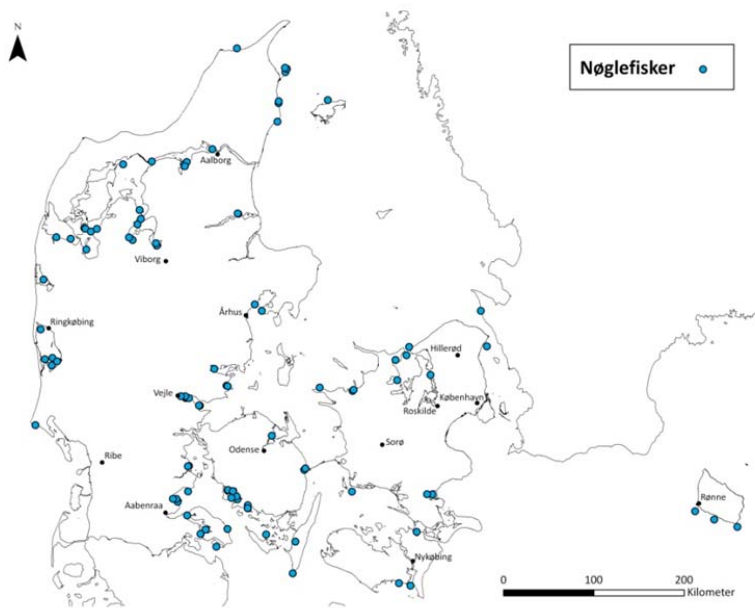 N
Nøglefisker
Aalborg
Viborg
Århus
Ringkøbing
Hillerød
Vejle
København
Roskilde
Odense
Sorø
Ribe
Rønne
Aabenraa
Nykøbing
0 100 200
Kilometer